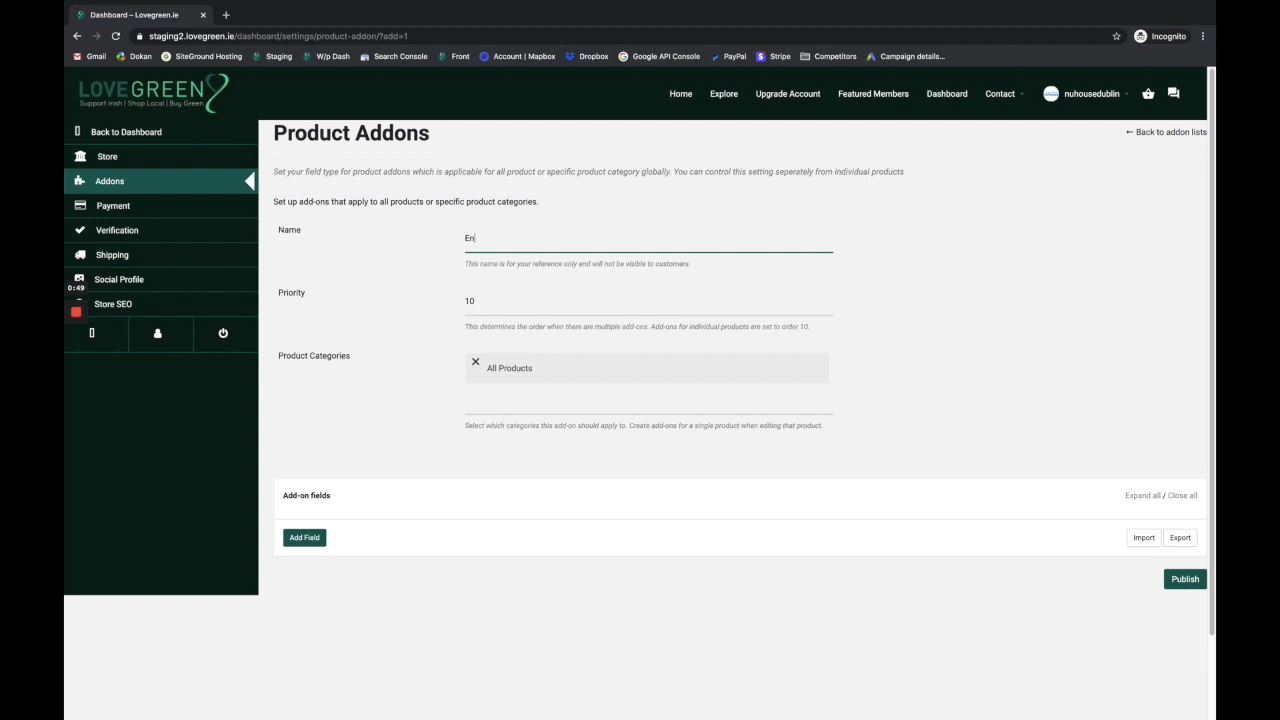 Dashboard – Lovegreen.ie
staging2.lovegreen.ie/dashboard/settings/product-addon/?add=1
Incognito
Gmail Dokan SiteGround Hosting Staging W/p Dash Search Console Front Account | Mapbox Dropbox Google API Console PayPal Stripe Competitors Campaign details...
LOVEGREEN
Support Irish | Shop Local | Buy Green
Home Explore Upgrade Account Featured Members Dashboard Contact nuhousedublin
Back to Dashboard
Store
Addons
Payment
Verification
Shipping
Social Profile
0:49
Store SEO
Product Addons
← Back to addon lists
Set your field type for product addons which is applicable for all product or specific product category globally. You can control this setting seperately from individual products
Set up add-ons that apply to all products or specific product categories.
Name
En
This name is for your reference only and will not be visible to customers.
Priority
10
This determines the order when there are multiple add-ons. Add-ons for individual products are set to order 10.
Product Categories
All Products
Select which categories this add-on should apply to. Create add-ons for a single product when editing that product.
Add-on fields
Expand all / Close all
Add Field
Import Export
Publish